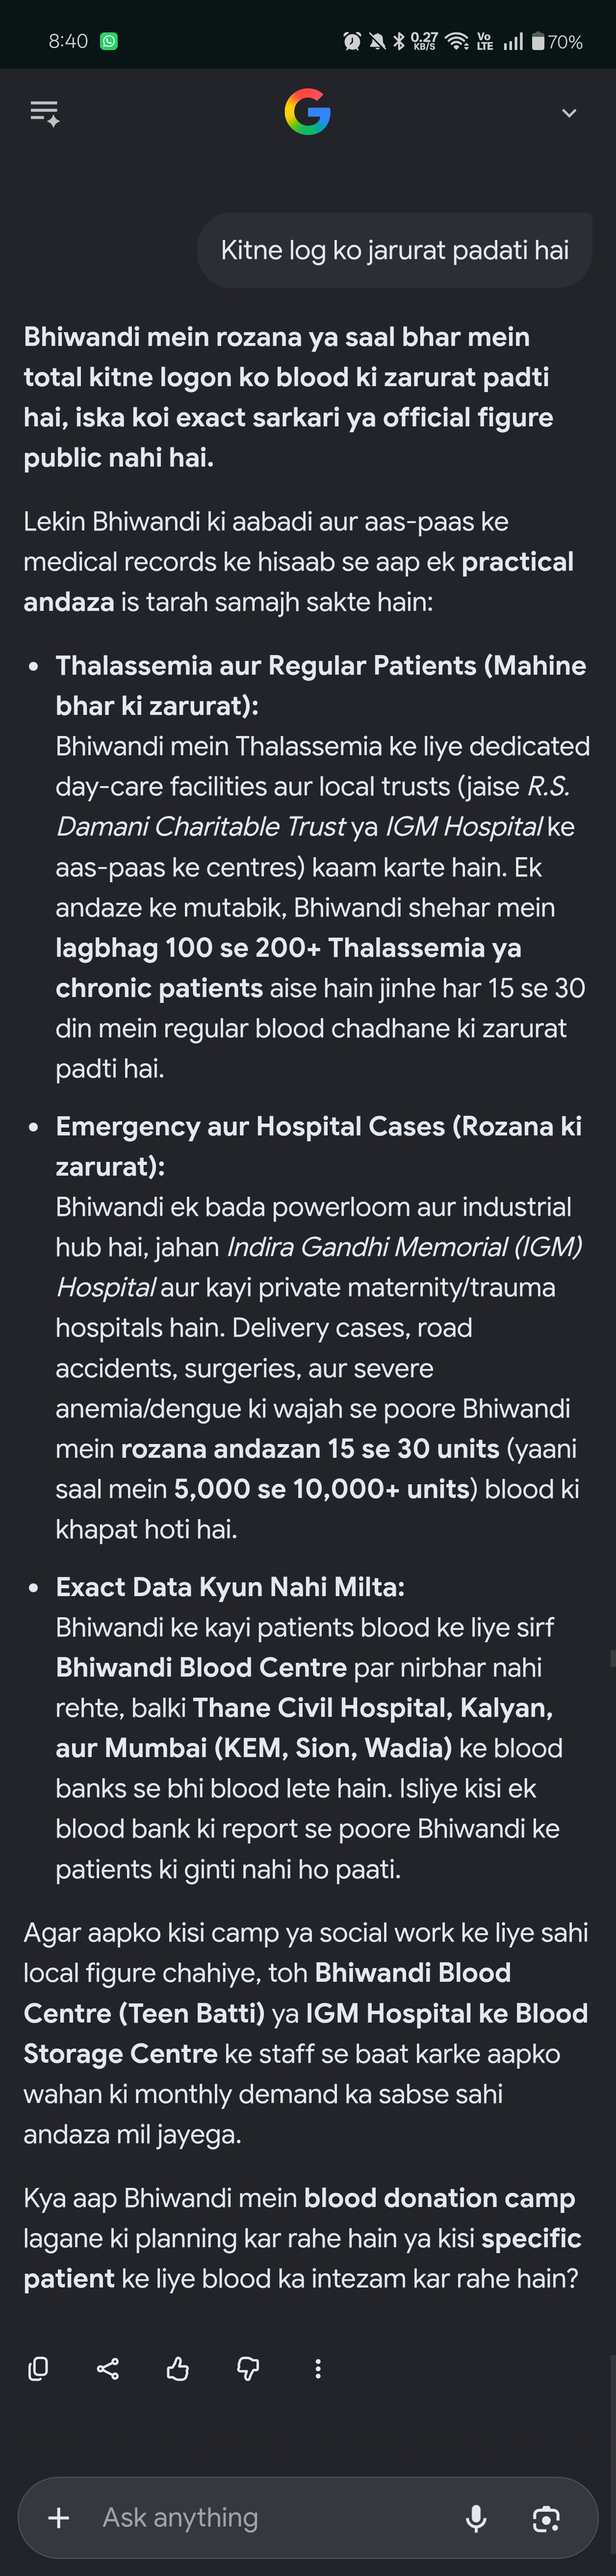 8:40
0.27 KB/S
Vo LTE
70%
Kitne log ko jarurat padati hai
Bhiwandi mein rozana ya saal bhar mein
total kitne logon ko blood ki zarurat padti
hai, iska koi exact sarkari ya official figure
public nahi hai.
Lekin Bhiwandi ki aabadi aur aas-paas ke
medical records ke hisaab se aap ek practical
andaza is tarah samajh sakte hain:
• Thalassemia aur Regular Patients (Mahine
bhar ki zarurat):
Bhiwandi mein Thalassemia ke liye dedicated
day-care facilities aur local trusts (jaise R.S.
Damani Charitable Trust ya IGM Hospital ke
aas-paas ke centres) kaam karte hain. Ek
andaze ke mutabik, Bhiwandi shehar mein
lagbhag 100 se 200+ Thalassemia ya
chronic patients aise hain jinhe har 15 se 30
din mein regular blood chadhane ki zarurat
padti hai.
• Emergency aur Hospital Cases (Rozana ki
zarurat):
Bhiwandi ek bada powerloom aur industrial
hub hai, jahan Indira Gandhi Memorial (IGM)
Hospital aur kayi private maternity/trauma
hospitals hain. Delivery cases, road
accidents, surgeries, aur severe
anemia/dengue ki wajah se poore Bhiwandi
mein rozana andazan 15 se 30 units (yaani
saal mein 5,000 se 10,000+ units) blood ki
khapat hoti hai.
• Exact Data Kyun Nahi Milta:
Bhiwandi ke kayi patients blood ke liye sirf
Bhiwandi Blood Centre par nirbhar nahi
rehte, balki Thane Civil Hospital, Kalyan,
aur Mumbai (KEM, Sion, Wadia) ke blood
banks se bhi blood lete hain. Isliye kisi ek
blood bank ki report se poore Bhiwandi ke
patients ki ginti nahi ho paati.
Agar aapko kisi camp ya social work ke liye sahi
local figure chahiye, toh Bhiwandi Blood
Centre (Teen Batti) ya IGM Hospital ke Blood
Storage Centre ke staff se baat karke aapko
wahan ki monthly demand ka sabse sahi
andaza mil jayega.
Kya aap Bhiwandi mein blood donation camp
lagane ki planning kar rahe hain ya kisi specific
patient ke liye blood ka intezam kar rahe hain?
Ask anything